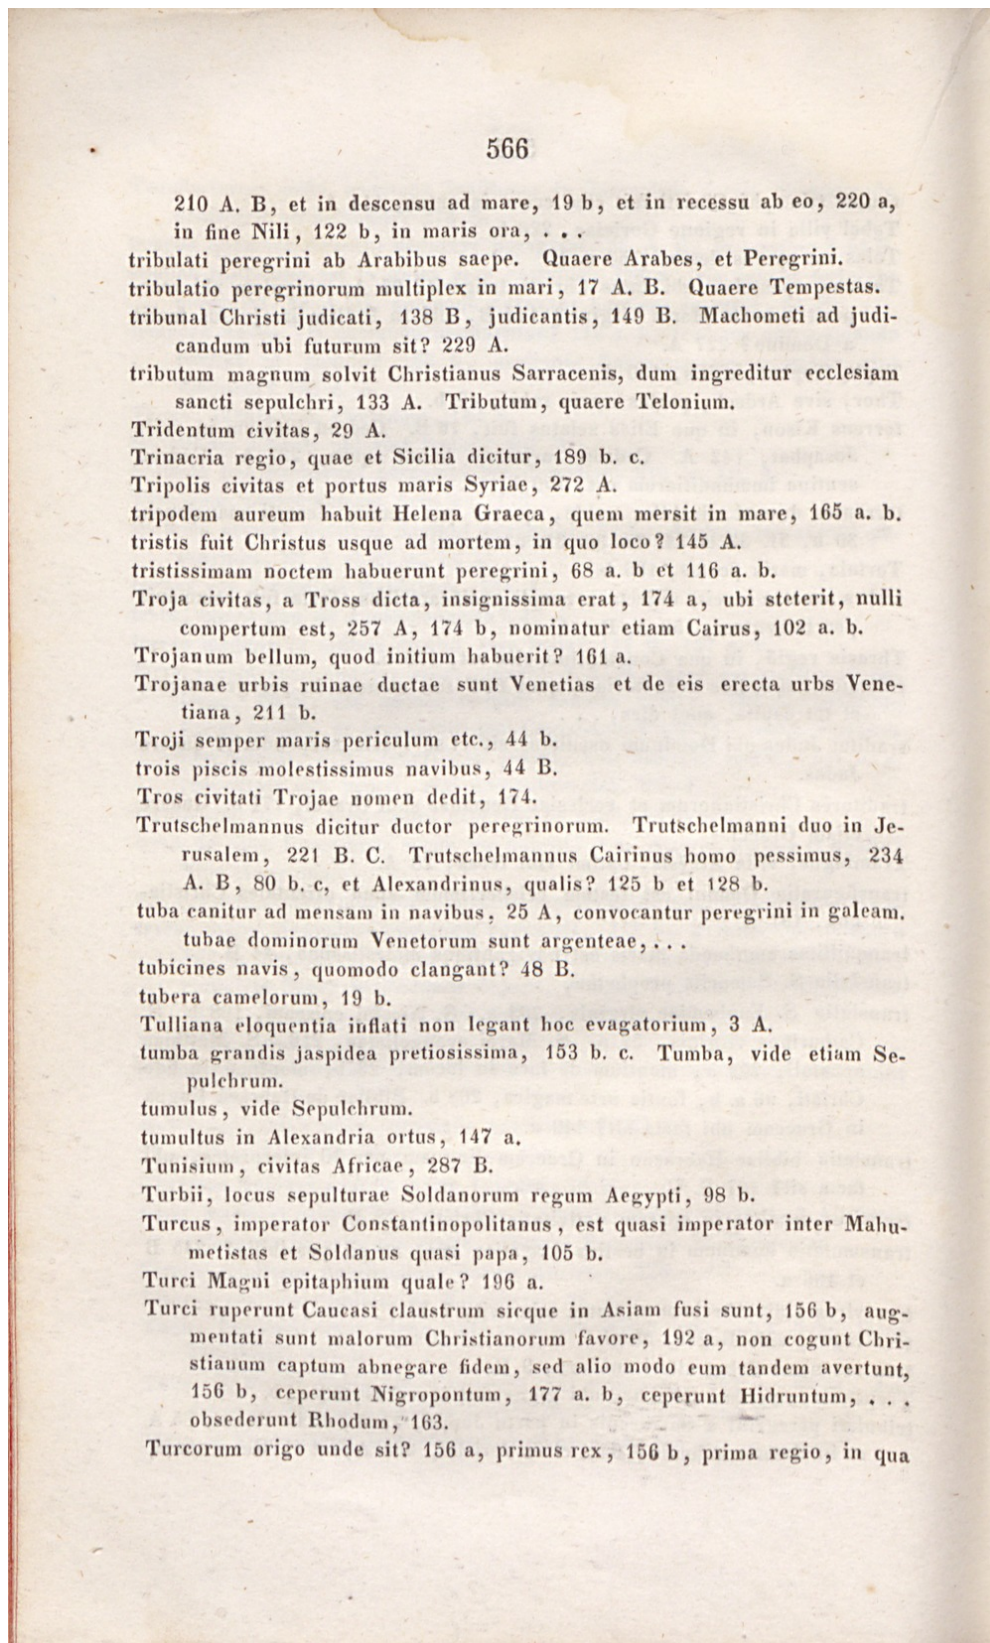 566
210 A. B, et in descensu ad mare, 19 b, et in recessu ab eo, 220 a,
in fine Nili, 122 b, in maris ora, . . .
tribulati peregrini ab Arabibus saepe. Quaere Arabes, et Peregrini.
tribulatio peregrinorum multiplex in mari, 17 A. B. Quaere Tempestas.
tribunal Christi judicati, 138 B, judicantis, 149 B. Machometi ad judi-
candum ubi futurum sit? 229 A.
tributum magnum solvit Christianus Sarracenis, dum ingreditur ecclesiam
sancti sepulchri, 133 A. Tributum, quaere Telonium.
Tridentum civitas, 29 A.
Trinacria regio, quae et Sicilia dicitur, 189 b. c.
Tripolis civitas et portus maris Syriae, 272 A.
tripodem aureum habuit Helena Graeca, quem mersit in mare, 165 a. b.
tristis fuit Christus usque ad mortem, in quo loco? 145 A.
tristissimam noctem habuerunt peregrini, 68 a. b et 116 a. b.
Troja civitas, a Tross dicta, insignissima erat, 174 a, ubi steterit, nulli
compertum est, 257 A, 174 b, nominatur etiam Cairus, 102 a. b.
Trojanum bellum, quod initium habuerit? 161 a.
Trojanae urbis ruinae ductae sunt Venetias et de eis erecta urbs Vene-
tiana, 211 b.
Troji semper maris periculum etc., 44 b.
trois piscis molestissimus navibus, 44 B.
Tros civitati Trojae nomen dedit, 174.
Trutschelmannus dicitur ductor peregrinorum. Trutschelmanni duo in Je-
rusalem, 221 B. C. Trutschelmannus Cairinus homo pessimus, 234
A. B, 80 b. c, et Alexandrinus, qualis? 125 b et 128 b.
tuba canitur ad mensam in navibus, 25 A, convocantur peregrini in galeam.
tubae dominorum Venetorum sunt argenteae, . . .
tubicines navis, quomodo clangant? 48 B.
tubera camelorum, 19 b.
Tulliana eloquentia inflati non legant hoc evagatorium, 3 A.
tumba grandis jaspidea pretiosissima, 153 b. c. Tumba, vide etiam Se-
pulchrum.
tumulus, vide Sepulchrum.
tumultus in Alexandria ortus, 147 a.
Tunisium, civitas Africae, 287 B.
Turbii, locus sepulturae Soldanorum regum Aegypti, 98 b.
Turcus, imperator Constantinopolitanus, est quasi imperator inter Mahu-
metistas et Soldanus quasi papa, 105 b.
Turci Magni epitaphium quale? 196 a.
Turci ruperunt Caucasi claustrum sicque in Asiam fusi sunt, 156 b, aug-
mentati sunt malorum Christianorum favore, 192 a, non cogunt Chri-
stianum captum abnegare fidem, sed alio modo eum tandem avertunt,
156 b, ceperunt Nigropontum, 177 a. b, ceperunt Hidruntum, . . .
obsederunt Rhodum, 163.
Turcorum origo unde sit? 156 a, primus rex, 156 b, prima regio, in qua